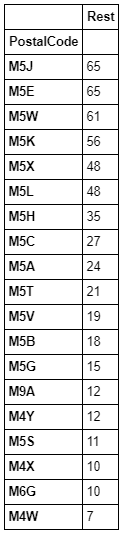 Rest
PostalCode
M5J 65
M5E 65
M5W 61
M5K 56
M5X 48
M5L 48
M5H 35
M5C 27
M5A 24
M5T 21
M5V 19
M5B 18
M5G 15
M9A 12
M4Y 12
M5S 11
M4X 10
M6G 10
M4W 7